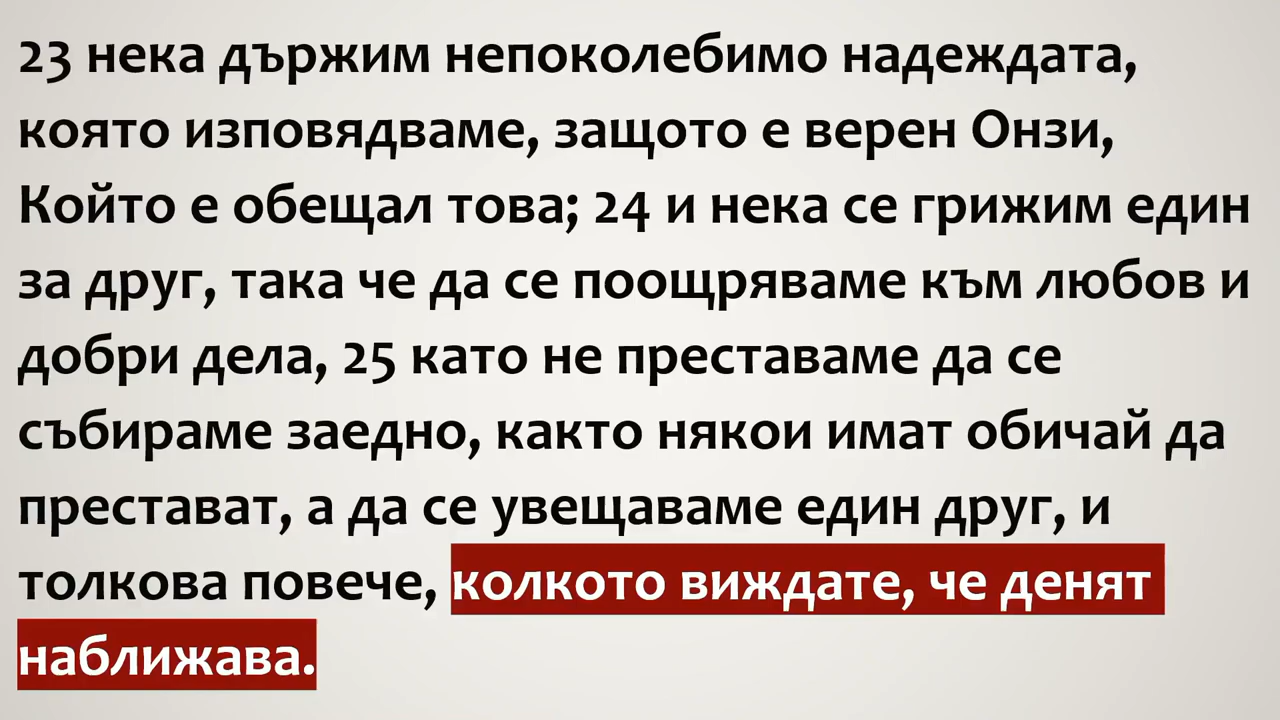 23 нека държим непоколебимо надеждата,
която изповядваме, защото е верен Онзи,
Който е обещал това; 24 и нека се грижим един
за друг, така че да се поощряваме към любов и
добри дела, 25 като не преставаме да се
събираме заедно, както някои имат обичай да
престават, а да се увещаваме един друг, и
толкова повече, колкото виждате, че денят
наближава.